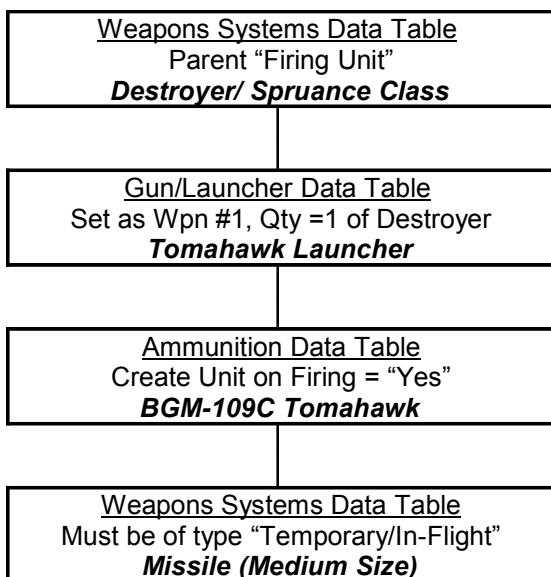 Weapons Systems Data Table
Parent “Firing Unit”
Destroyer/ Spruance Class
Gun/Launcher Data Table
Set as Wpn #1, Qty =1 of Destroyer
Tomahawk Launcher
Ammunition Data Table
Create Unit on Firing = “Yes”
BGM-109C Tomahawk
Weapons Systems Data Table
Must be of type “Temporary/In-Flight”
Missile (Medium Size)